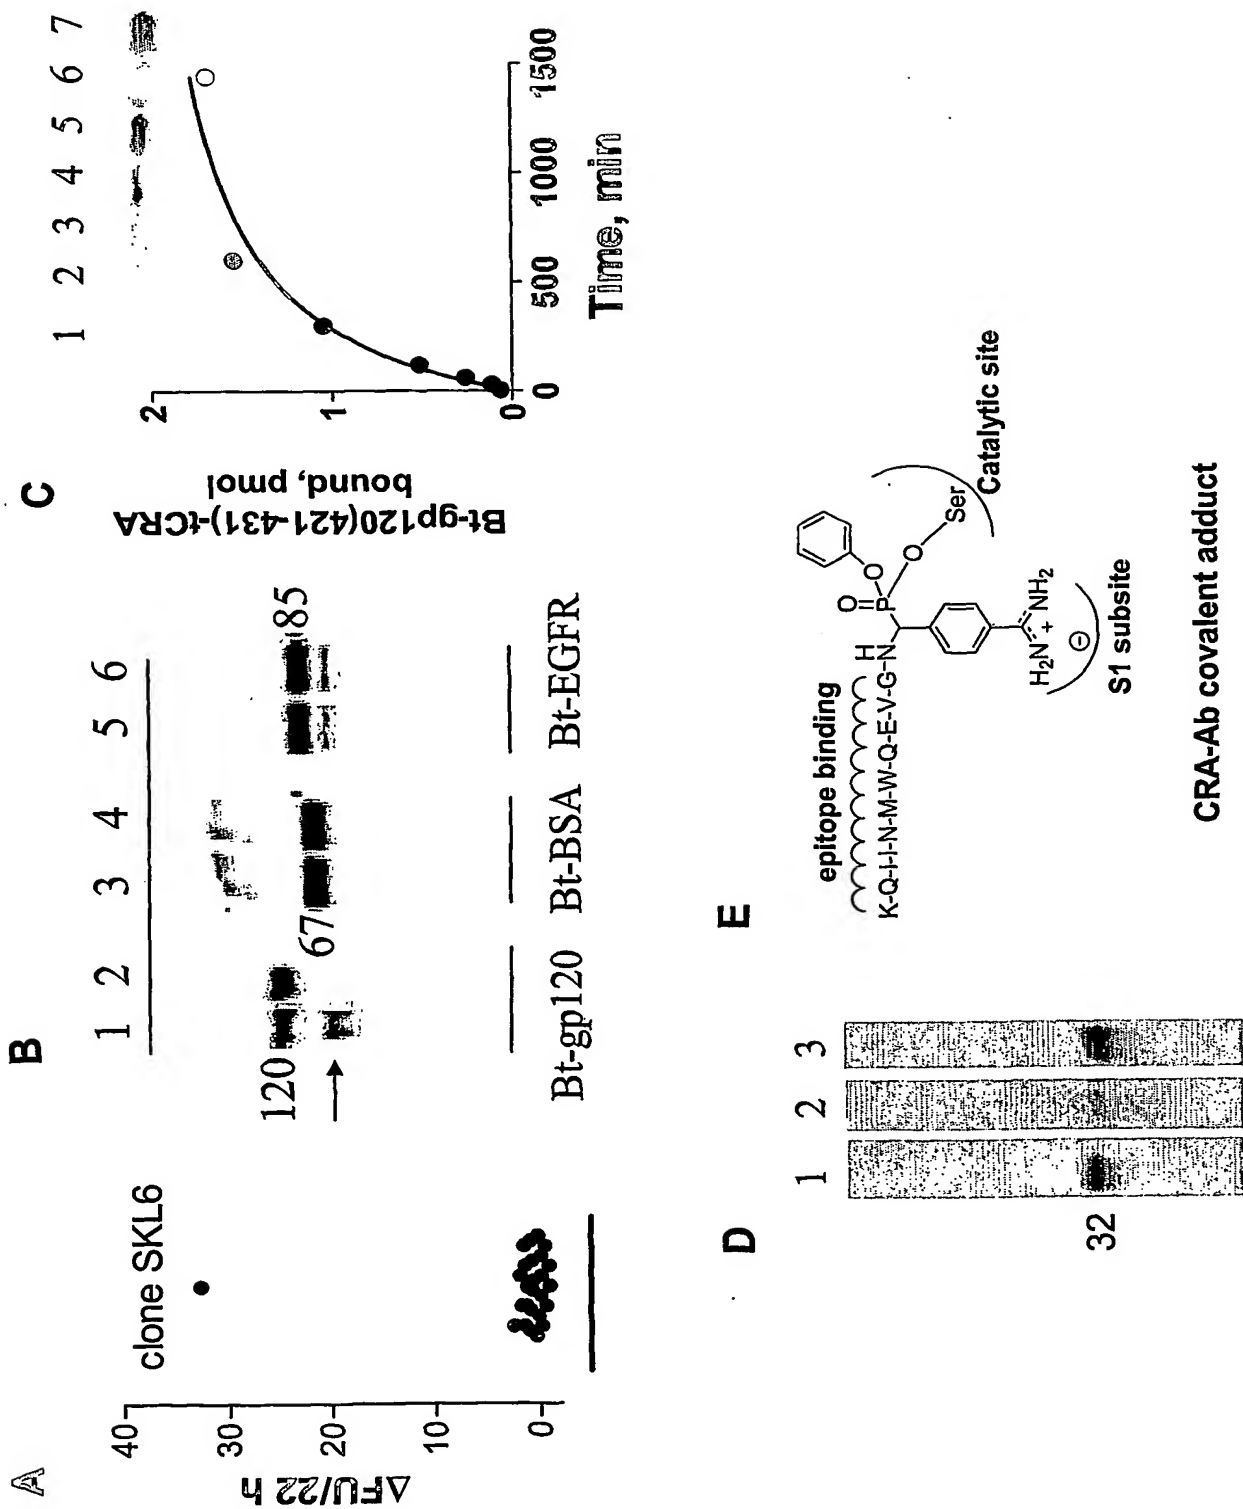 A
clone SKL6
ΔFU/22 h
40
30
20
10
0
B
1 2 3 4 5 6
120
67
85
Bt-gp120 Bt-BSA Bt-EGFR
C
1 2 3 4 5 6 7
Bt-gp120(421-431)-tCRA
bound, pmol
2
1
0
0 500 1000 1500
Time, min
D
1 2 3
32
E
epitope binding
K-Q-I-I-N-M-W-Q-E-V-G-N
H
O=P
O
O
Ser
Catalytic site
H2N + NH2
⊖
S1 subsite
CRA-Ab covalent adduct